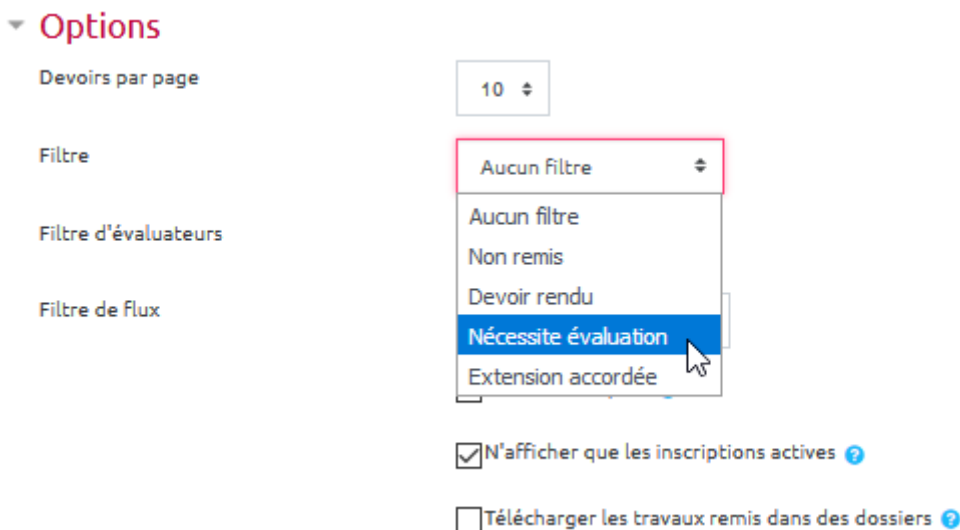 Options
Devoirs par page
10
Filtre
Aucun filtre
Aucun filtre
Non remis
Filtre d'évaluateurs
Devoir rendu
Filtre de flux
Nécessite évaluation
Extension accordée
N'afficher que les inscriptions actives
Télécharger les travaux remis dans des dossiers